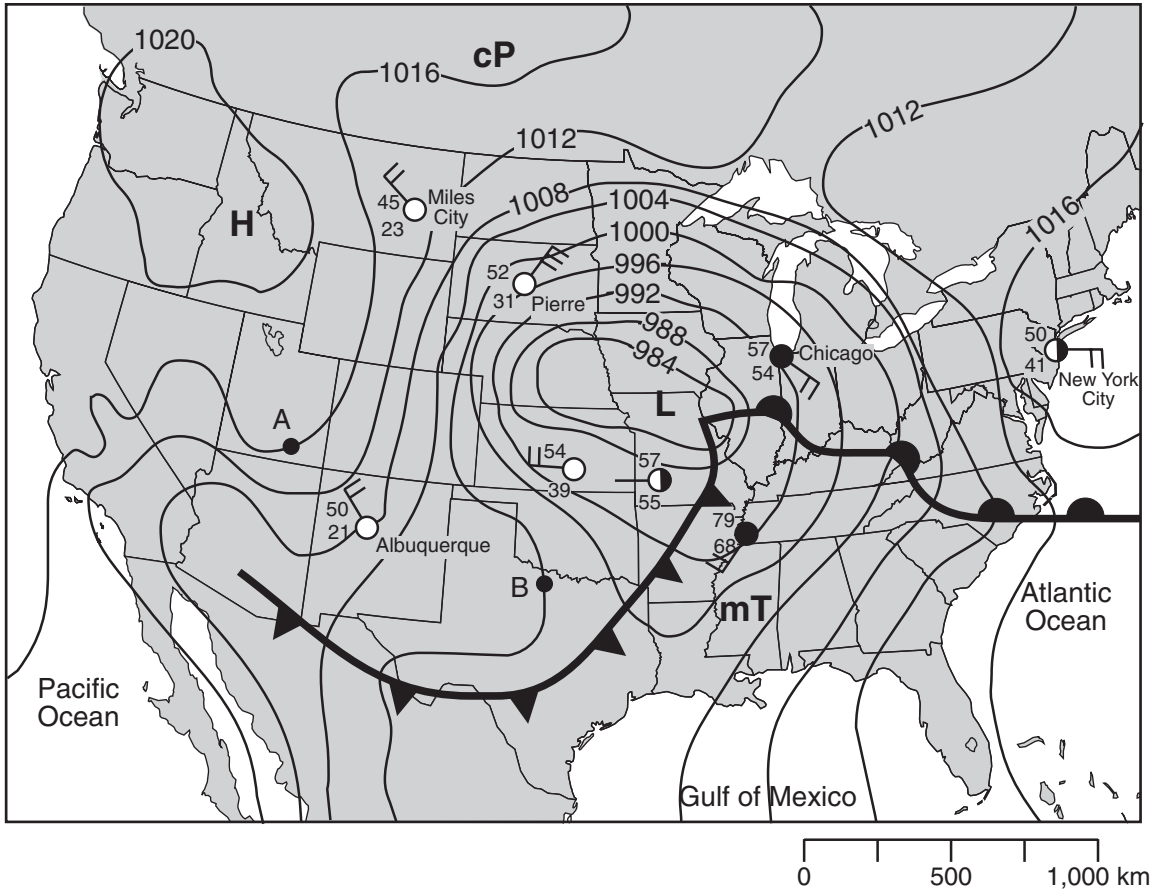 1020
cP
1016
1012
1012
1008
1004
1016
Miles
City
45
23
H
1000
996
992
988
984
52
31
Pierre
57
54
Chicago
50
41
New York
City
L
A
54
39
57
55
50
21
Albuquerque
79
68
B
mT
Atlantic
Ocean
Pacific
Ocean
Gulf of Mexico
0 500 1,000 km